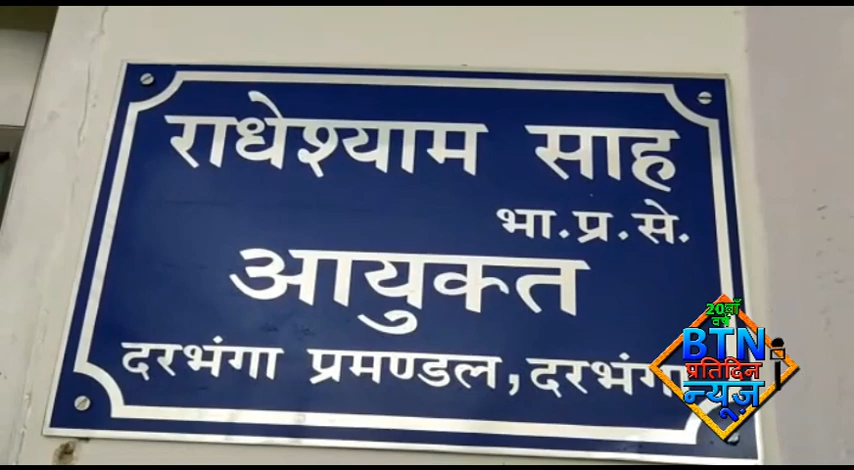 राधेश्याम साह
भा.प्र.से.
आयुक्त
दरभंगा प्रमण्डल, दरभंगा
20वाँ
वर्ष
BTN
प्रतिदिन
न्यूज़